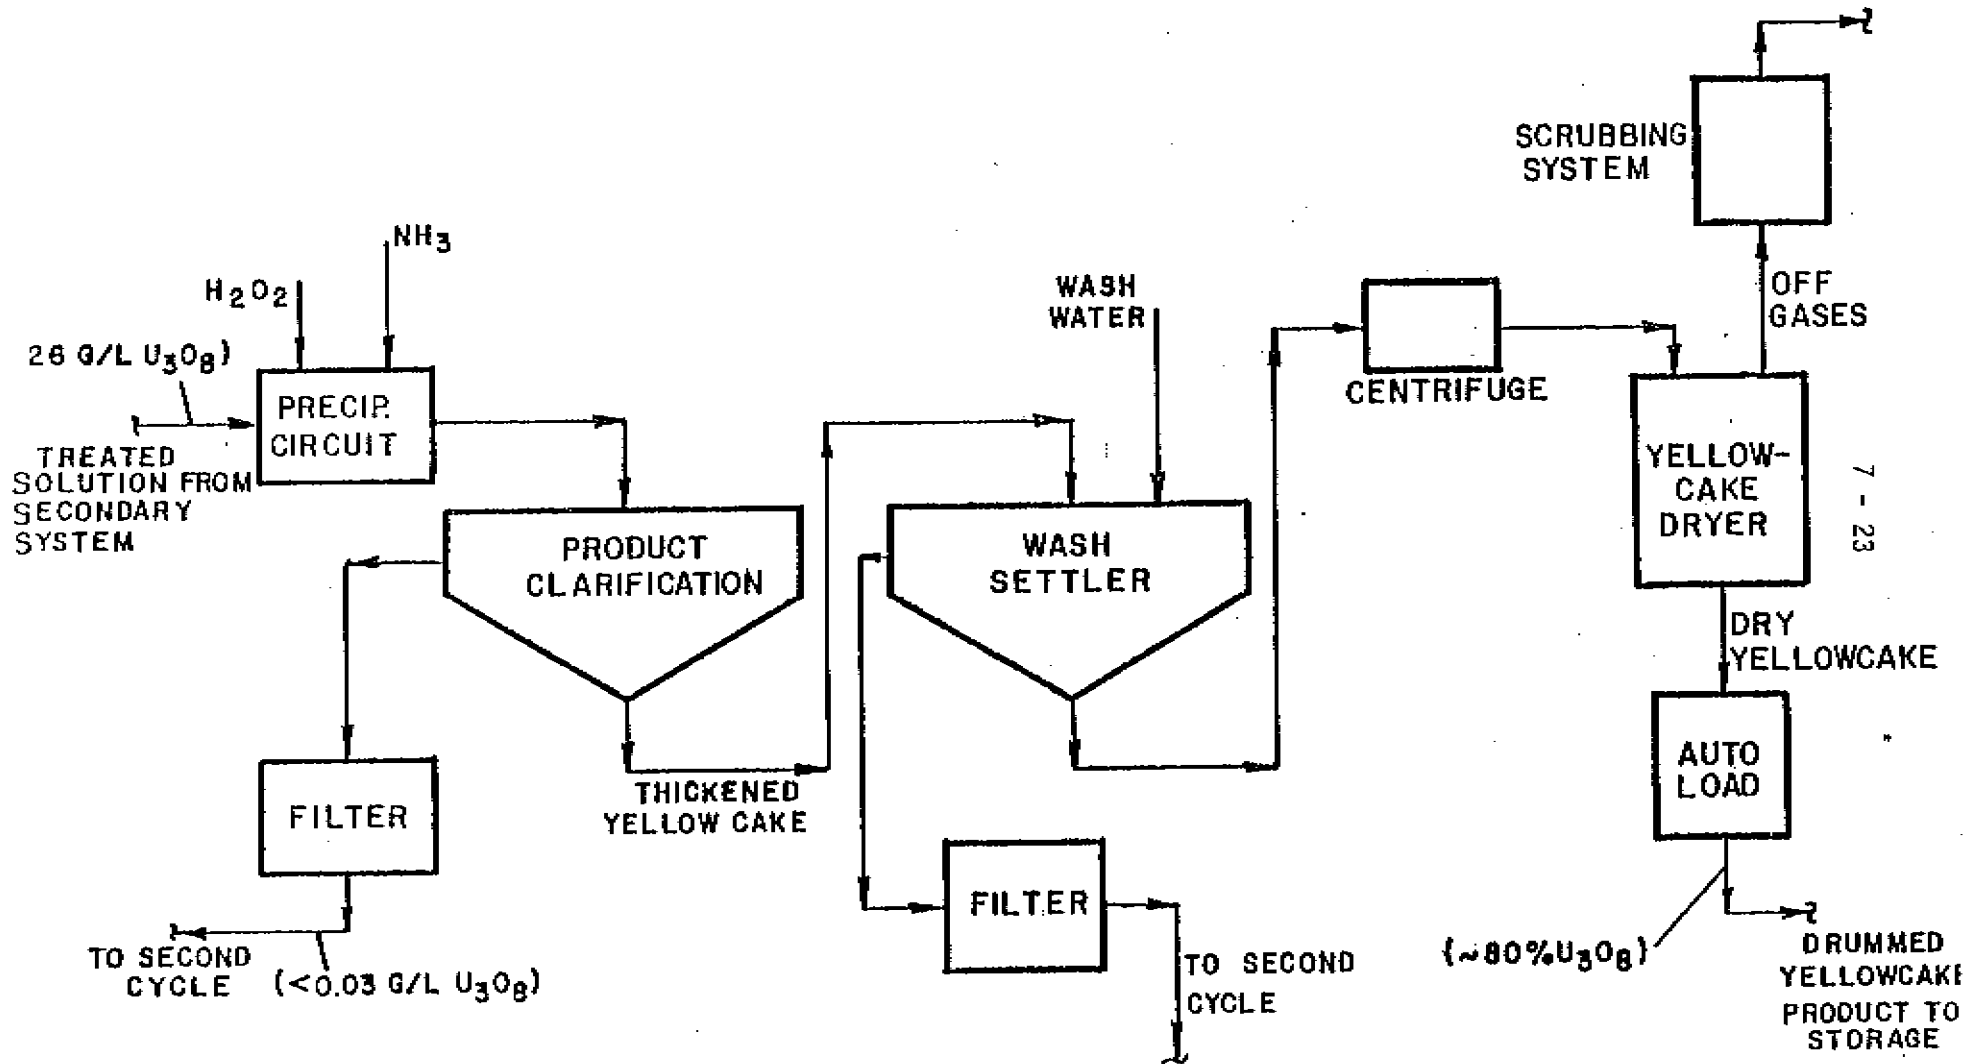 SCRUBBING
SYSTEM
NH3
H2O2
26 G/L U3O8)
PRECIP.
CIRCUIT
TREATED
SOLUTION FROM
SECONDARY
SYSTEM
PRODUCT
CLARIFICATION
WASH
WATER
WASH
SETTLER
CENTRIFUGE
OFF
GASES
YELLOW-
CAKE
DRYER
7 - 23
DRY
YELLOWCAKE
AUTO
LOAD
FILTER
THICKENED
YELLOW CAKE
FILTER
TO SECOND
CYCLE
(<0.03 G/L U3O8)
TO SECOND
CYCLE
(~80%U3O8)
DRUMMED
YELLOWCAKE
PRODUCT TO
STORAGE